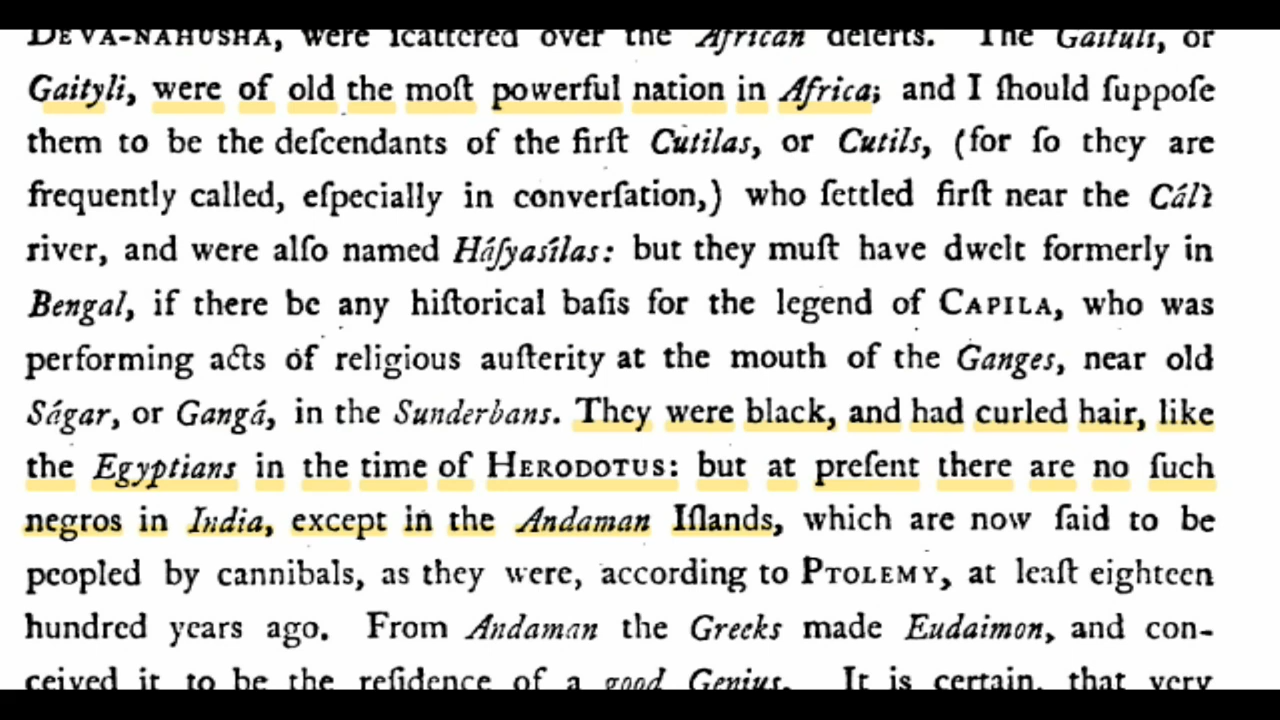 DEVA-NAHUSHA, were ſcattered over the African deſerts. The Gaituli, or
Gaityli, were of old the moſt powerful nation in Africa; and I ſhould ſuppoſe
them to be the deſcendants of the firſt Cutilas, or Cutils, (for ſo they are
frequently called, eſpecially in converſation,) who ſettled firſt near the Cálì
river, and were alſo named Háſyasílas: but they muſt have dwelt formerly in
Bengal, if there be any hiſtorical baſis for the legend of CAPILA, who was
performing acts of religious auſterity at the mouth of the Ganges, near old
Ságar, or Gangá, in the Sunderbans. They were black, and had curled hair, like
the Egyptians in the time of HERODOTUS: but at preſent there are no ſuch
negros in India, except in the Andaman Iſlands, which are now ſaid to be
peopled by cannibals, as they were, according to PTOLEMY, at leaſt eighteen
hundred years ago. From Andaman the Greeks made Eudaimon, and con-
ceived it to be the reſidence of a good Genius. It is certain, that very